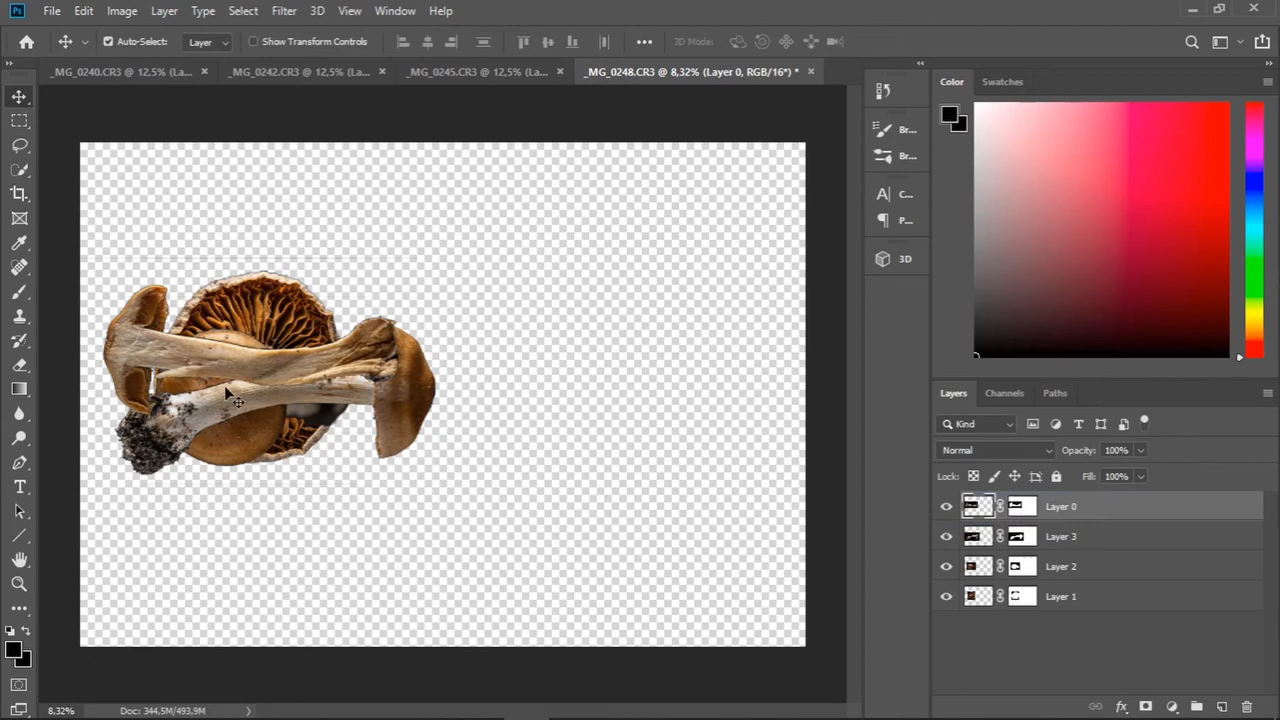 Ps File Edit Image Layer Type Select Filter 3D View Window Help
Auto-Select: Layer Show Transform Controls 3D Mode:
_MG_0240.CR3 @ 12,5% (La... × _MG_0242.CR3 @ 12,5% (La... × _MG_0245.CR3 @ 12,5% (La... × _MG_0248.CR3 @ 8,32% (Layer 0, RGB/16*) * ×
Color Swatches
Br...
Br...
C...
P...
3D
Layers Channels Paths
Kind
Normal Opacity: 100%
Lock: Fill: 100%
Layer 0
Layer 3
Layer 2
Layer 1
8,32% Doc: 344,5M/493,9M